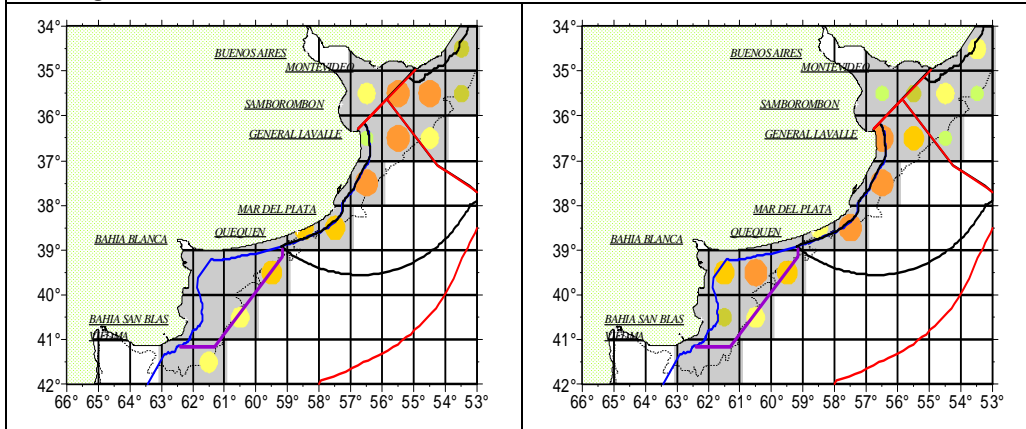 34°
BUENOS AIRES
35°
MONTEVIDEO
SAMBOROMBON
36°
GENERAL LAVALLE
37°
38°
MAR DEL PLATA
QUEQUEN
BAHIA BLANCA
39°
40°
BAHIA SAN BLAS
VIEDMA
41°
42°
66° 65° 64° 63° 62° 61° 60° 59° 58° 57° 56° 55° 54° 53°
34°
BUENOS AIRES
35°
MONTEVIDEO
SAMBOROMBON
36°
GENERAL LAVALLE
37°
38°
MAR DEL PLATA
QUEQUEN
BAHIA BLANCA
39°
40°
BAHIA SAN BLAS
VIEDMA
41°
42°
66° 65° 64° 63° 62° 61° 60° 59° 58° 57° 56° 55° 54° 53°